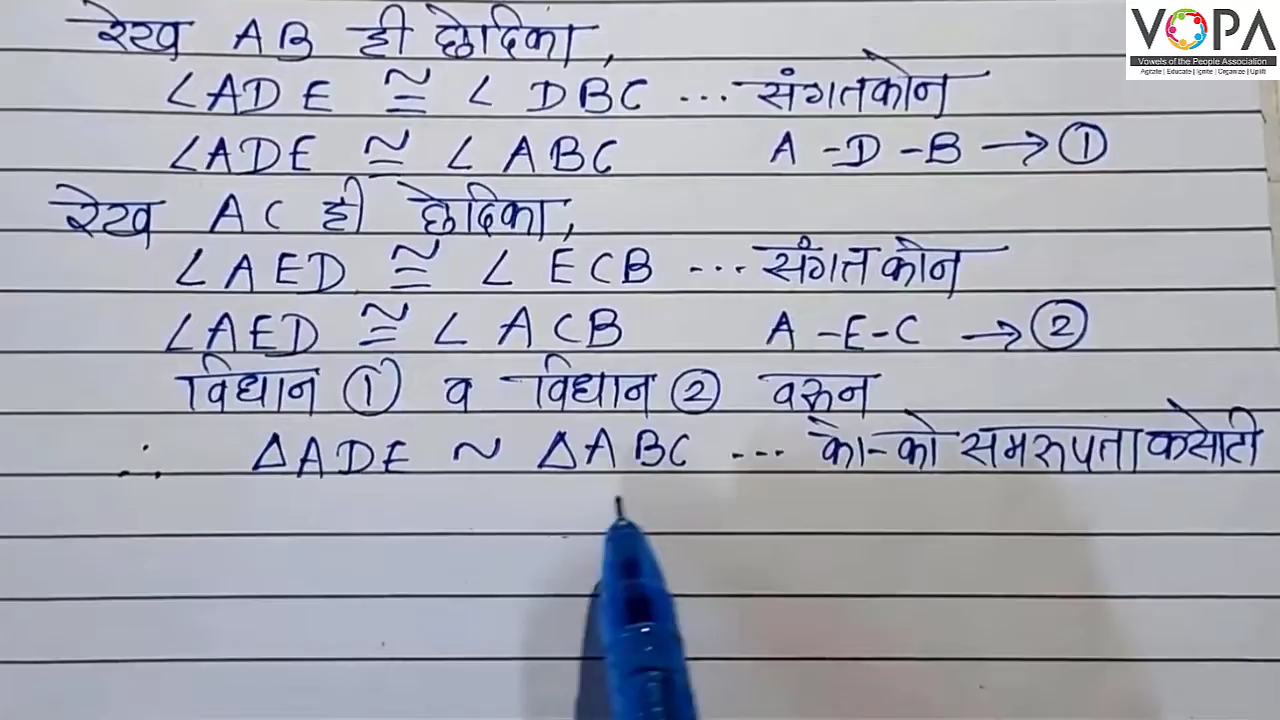 VOPA
Vowels of the People Association
Agitate | Educate | Ignite | Organize | Uplift
रेख AB ही छेदिका,
∠ADE ≅ ∠DBC ... संगतकोन
∠ADE ≅ ∠ABC A-D-B → ①
रेख AC ही छेदिका,
∠AED ≅ ∠ECB ... संगतकोन
∠AED ≅ ∠ACB A-E-C → ②
विधान ① व विधान ② वरून
∴ ΔADE ~ ΔABC ... को-को समरुपता कसोटी